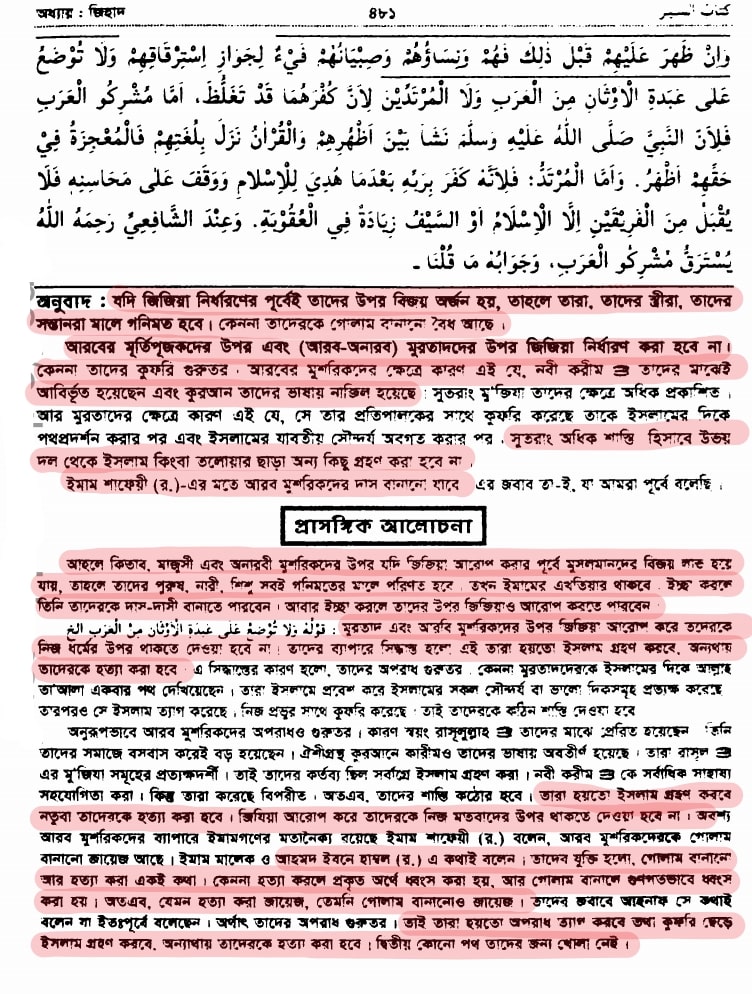 অধ্যায় : জিহাদ ৪৮১ كتاب السير
وَاِنْ ظَهَرَ عَلَيْهِمْ قَبْلَ ذٰلِكَ فَهُمْ وَنِسَاؤُهُمْ وَصِبْيَانُهُمْ فَيْءٌ لِجَوَازِ اِسْتِرْقَاقِهِمْ وَلَا تُوْضَعُ
عَلٰى عَبَدَةِ الْاَوْثَانِ مِنَ الْعَرَبِ وَلَا الْمُرْتَدِّيْنَ لِاَنَّ كُفْرَهُمَا قَدْ تَغَلَّظَ، اَمَّا مُشْرِكُو الْعَرَبِ
فَلِاَنَّ النَّبِيَّ صَلَّى اللّٰهُ عَلَيْهِ وَسَلَّمَ نَشَأَ بَيْنَ اَظْهُرِهِمْ وَالْقُرْاٰنُ نَزَلَ بِلُغَتِهِمْ فَالْمُعْجِزَةُ فِيْ
حَقِّهِمْ اَظْهَرُ. وَاَمَّا الْمُرْتَدُّ: فَلِاَنَّهٗ كَفَرَ بِرَبِّهٖ بَعْدَمَا هُدِيَ لِلْاِسْلَامِ وَوَقَفَ عَلٰى مَحَاسِنِهٖ فَلَا
يُقْبَلُ مِنَ الْفَرِيْقَيْنِ اِلَّا الْاِسْلَامُ اَوْ السَّيْفُ زِيَادَةً فِي الْعُقُوْبَةِ. وَعِنْدَ الشَّافِعِيِّ رَحِمَهُ اللّٰهُ
يُسْتَرَقُّ مُشْرِكُو الْعَرَبِ، وَجَوَابُهٗ مَا قُلْنَا ـ
অনুবাদ : যদি জিজিয়া নির্ধারণের পূর্বেই তাদের উপর বিজয় অর্জন হয়, তাহলে তারা, তাদের স্ত্রীরা, তাদের
সন্তানরা মালে গনিমত হবে। কেননা তাদেরকে গোলাম বানানো বৈধ আছে।
আরবের মূর্তিপূজকদের উপর এবং (আরব-অনারব) মুরতাদদের উপর জিজিয়া নির্ধারণ করা হবে না।
কেননা তাদের কুফরি গুরুতর। আরবের মুশরিকদের ক্ষেত্রে কারণ এই যে, নবী করীম ﷺ তাদের মাঝেই
আবির্ভূত হয়েছেন এবং কুরআন তাদের ভাষায় নাজিল হয়েছে। সুতরাং মু'জিযা তাদের ক্ষেত্রে অধিক প্রকাশিত।
আর মুরতাদের ক্ষেত্রে কারণ এই যে, সে তার প্রতিপালকের সাথে কুফরি করেছে তাকে ইসলামের দিকে
পথপ্রদর্শন করার পর এবং ইসলামের যাবতীয় সৌন্দর্য অবগত করার পর। সুতরাং অধিক শাস্তি হিসাবে উভয়
দল থেকে ইসলাম কিংবা তলোয়ার ছাড়া অন্য কিছু গ্রহণ করা হবে না।
ইমাম শাফেয়ী (র.)-এর মতে আরব মুশরিকদের দাস বানানো যাবে এর জবাব তা-ই, যা আমরা পূর্বে বলেছি।
প্রাসঙ্গিক আলোচনা
আহলে কিতাব, মাজুসী এবং অনারবী মুশরিকদের উপর যদি জিজিয়া আরোপ করার পূর্বে মুসলমানদের বিজয় লাভ হয়ে
যায়, তাহলে তাদের পুরুষ, নারী, শিশু সবই গনিমতের মালে পরিণত হবে। তখন ইমামের এখতিয়ার থাকবে। ইচ্ছা করলে
তিনি তাদেরকে দাস-দাসী বানাতে পারবেন। আবার ইচ্ছা করলে তাদের উপর জিজিয়াও আরোপ করতে পারবেন।
قَوْلُهٗ وَلَا تُوْضَعُ عَلٰى عَبَدَةِ الْاَوْثَانِ مِنَ الْعَرَبِ الخ : মুরতাদ এবং আরবি মুশরিকদের উপর জিজিয়া আরোপ করে তাদেরকে
নিজ ধর্মের উপর থাকতে দেওয়া হবে না। তাদের ব্যাপারে সিদ্ধান্ত হলো এই তারা হয়তো ইসলাম গ্রহণ করবে, অন্যথায়
তাদেরকে হত্যা করা হবে। এ সিদ্ধান্তের কারণ হলো, তাদের অপরাধ গুরুতর। কেননা মুরতাদদেরকে ইসলামের দিকে আল্লাহ
তা'আলা একবার পথ দেখিয়েছেন। তারা ইসলামে প্রবেশ করে ইসলামের সকল সৌন্দর্য বা ভালো দিকসমূহ প্রত্যক্ষ করেছে
তারপরও সে ইসলাম ত্যাগ করেছে। নিজ প্রভুর সাথে কুফরি করেছে। তাই তাদেরকে কঠিন শাস্তি দেওয়া হবে
অনুরূপভাবে আরব মুশরিকদের অপরাধও গুরুতর। কারণ স্বয়ং রাসূলুল্লাহ ﷺ তাদের মাঝে প্রেরিত হয়েছেন তিনি
তাদের সমাজে বসবাস করেই বড় হয়েছেন। ঐশীগ্রন্থ কুরআনে কারীমও তাদের ভাষায় অবতীর্ণ হয়েছে। তারা রাসূল ﷺ
এর মু'জিযা সমূহের প্রত্যক্ষদর্শী। তাই তাদের কর্তব্য ছিল সর্বাগ্রে ইসলাম গ্রহণ করা। নবী করীম ﷺ কে সর্বাধিক সাহায্য
সহযোগিতা করা। কিন্তু তারা করেছে বিপরীত। অতএব, তাদের শাস্তি কঠোর হবে। তারা হয়তো ইসলাম গ্রহণ করবে
নতুবা তাদেরকে হত্যা করা হবে। জিযিয়া আরোপ করে তাদেরকে নিজ মতবাদের উপর থাকতে দেওয়া হবে না। অবশ্য
আরব মুশরিকদের ব্যাপারে ইমামগণের মতানৈক্য রয়েছে ইমাম শাফেয়ী (র.) বলেন, আরব মুশরিকদেরকে গোলাম
বানানো জায়েজ আছে। ইমাম মালেক ও আহমদ ইবনে হাম্বল (র.) এ কথাই বলেন। তাদের যুক্তি হলো, গোলাম বানানো
আর হত্যা করা একই কথা। কেননা হত্যা করলে প্রকৃত অর্থে ধ্বংস করা হয়, আর গোলাম বানালে গুণগতভাবে ধ্বংস
করা হয়। অতএব, যেমন হত্যা করা জায়েজ, তেমনি গোলাম বানানোও জায়েজ। তাদের জবাবে আহনাফ সে কথাই
বলেন যা ইতঃপূর্বে বলেছেন। অর্থাৎ তাদের অপরাধ গুরুতর। তাই তারা হয়তো অপরাধ ত্যাগ করবে তথা কুফরি ছেড়ে
ইসলাম গ্রহণ করবে, অন্যথায় তাদেরকে হত্যা করা হবে। দ্বিতীয় কোনো পথ তাদের জন্য খোলা নেই।